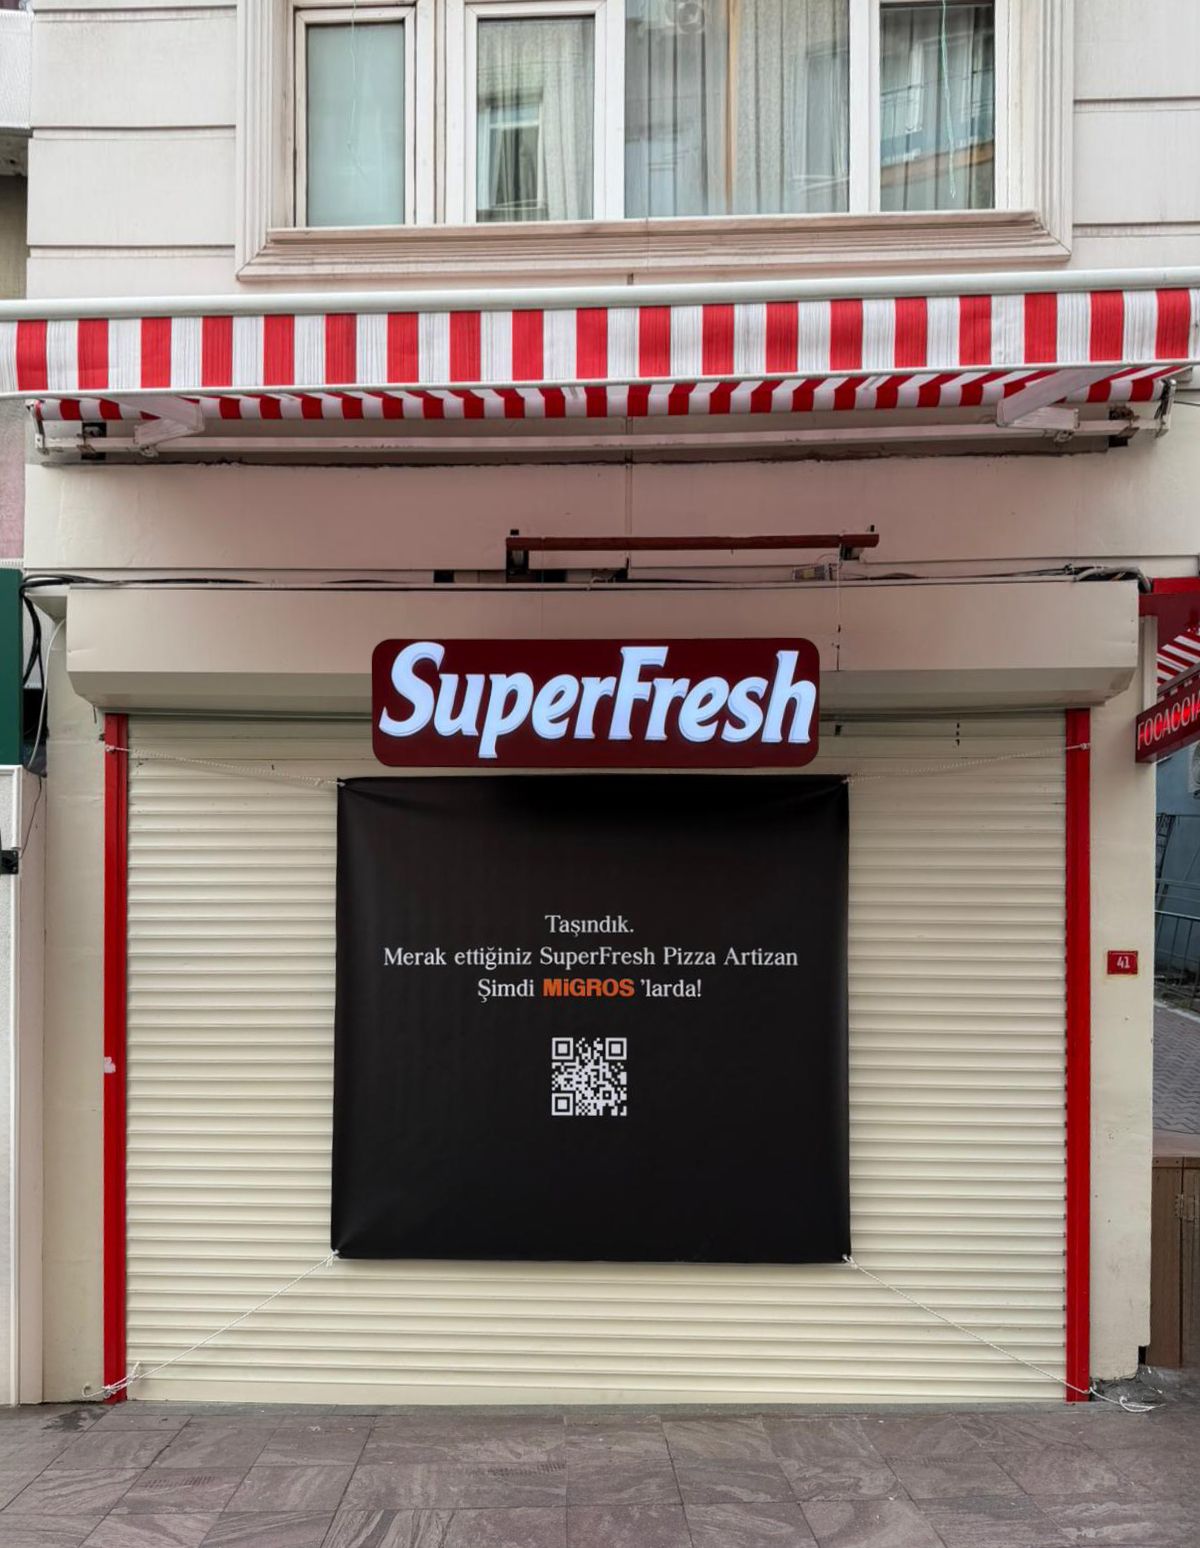 SuperFresh
FOCACCIA
Taşındık.
Merak ettiğiniz SuperFresh Pizza Artizan
Şimdi MiGROS 'larda!
41